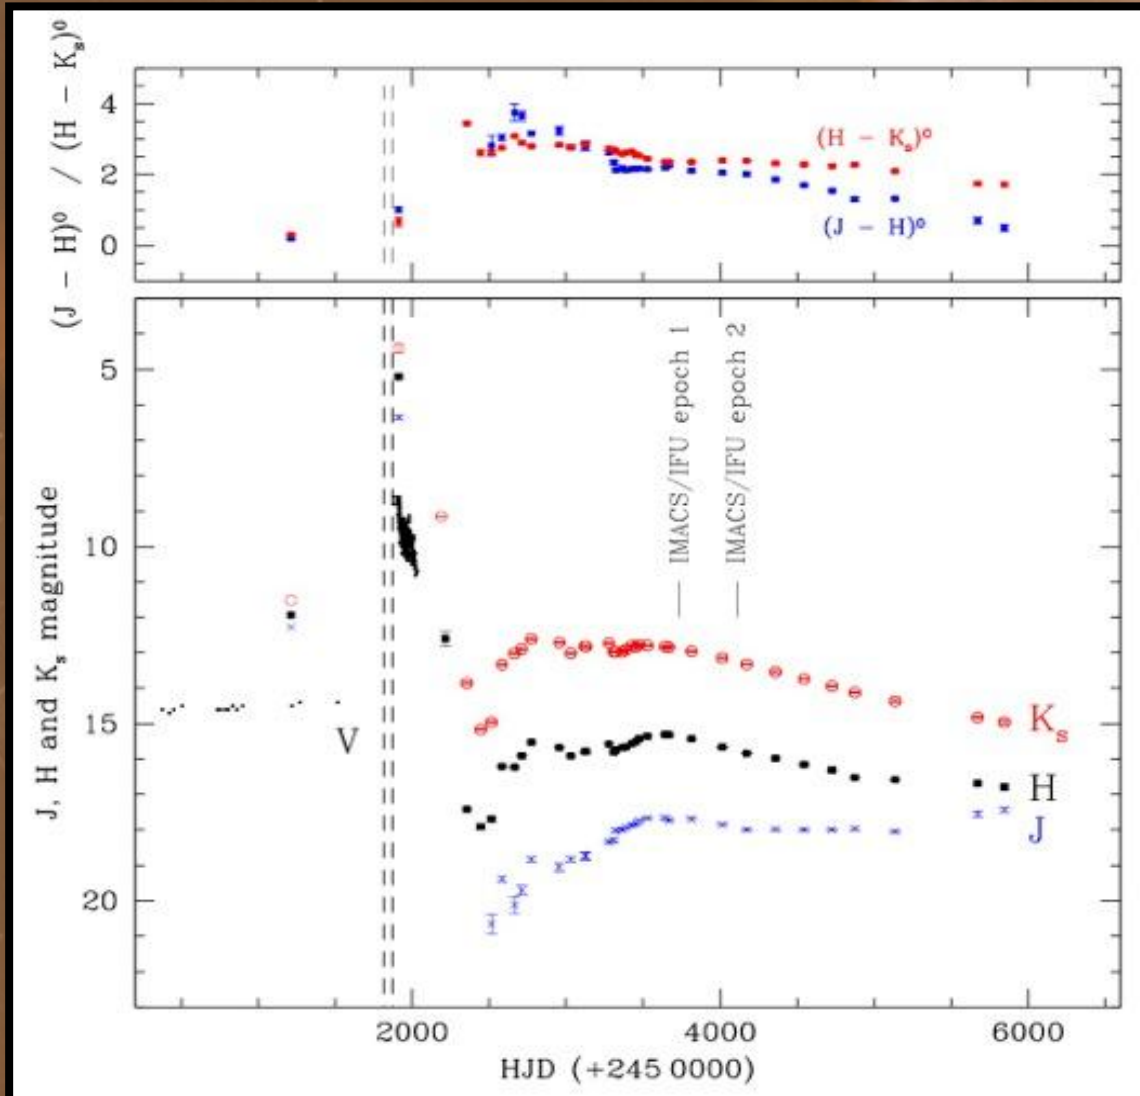 (J − H)⁰ / (H − Kₛ)⁰
4
2
0
(H − Kₛ)⁰
(J − H)⁰
J, H and Kₛ magnitude
5
10
15
20
IMACS/IFU epoch 1
IMACS/IFU epoch 2
V
Kₛ
H
J
2000
4000
6000
HJD (+245 0000)